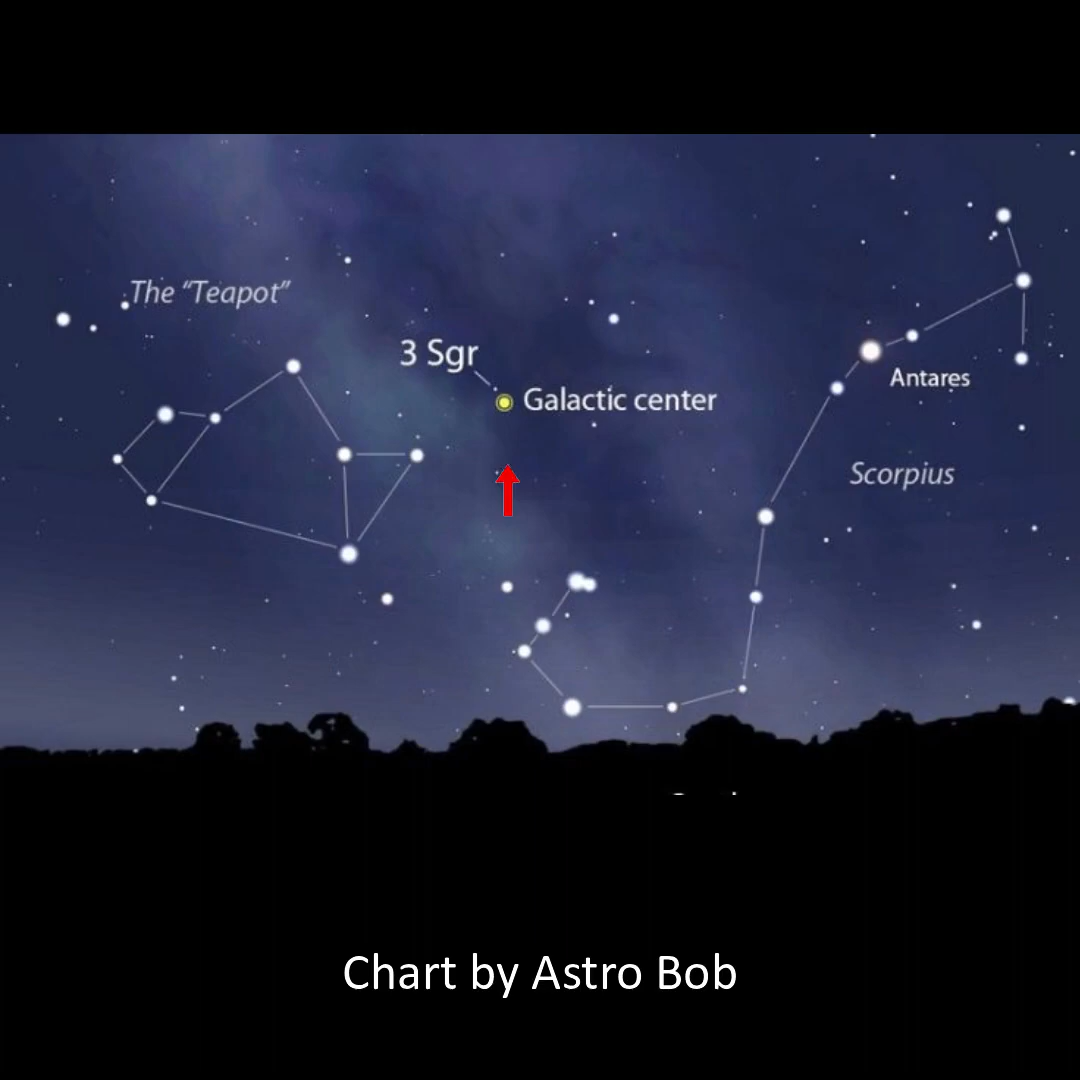 The "Teapot"
3 Sgr
Galactic center
Antares
Scorpius
Chart by Astro Bob